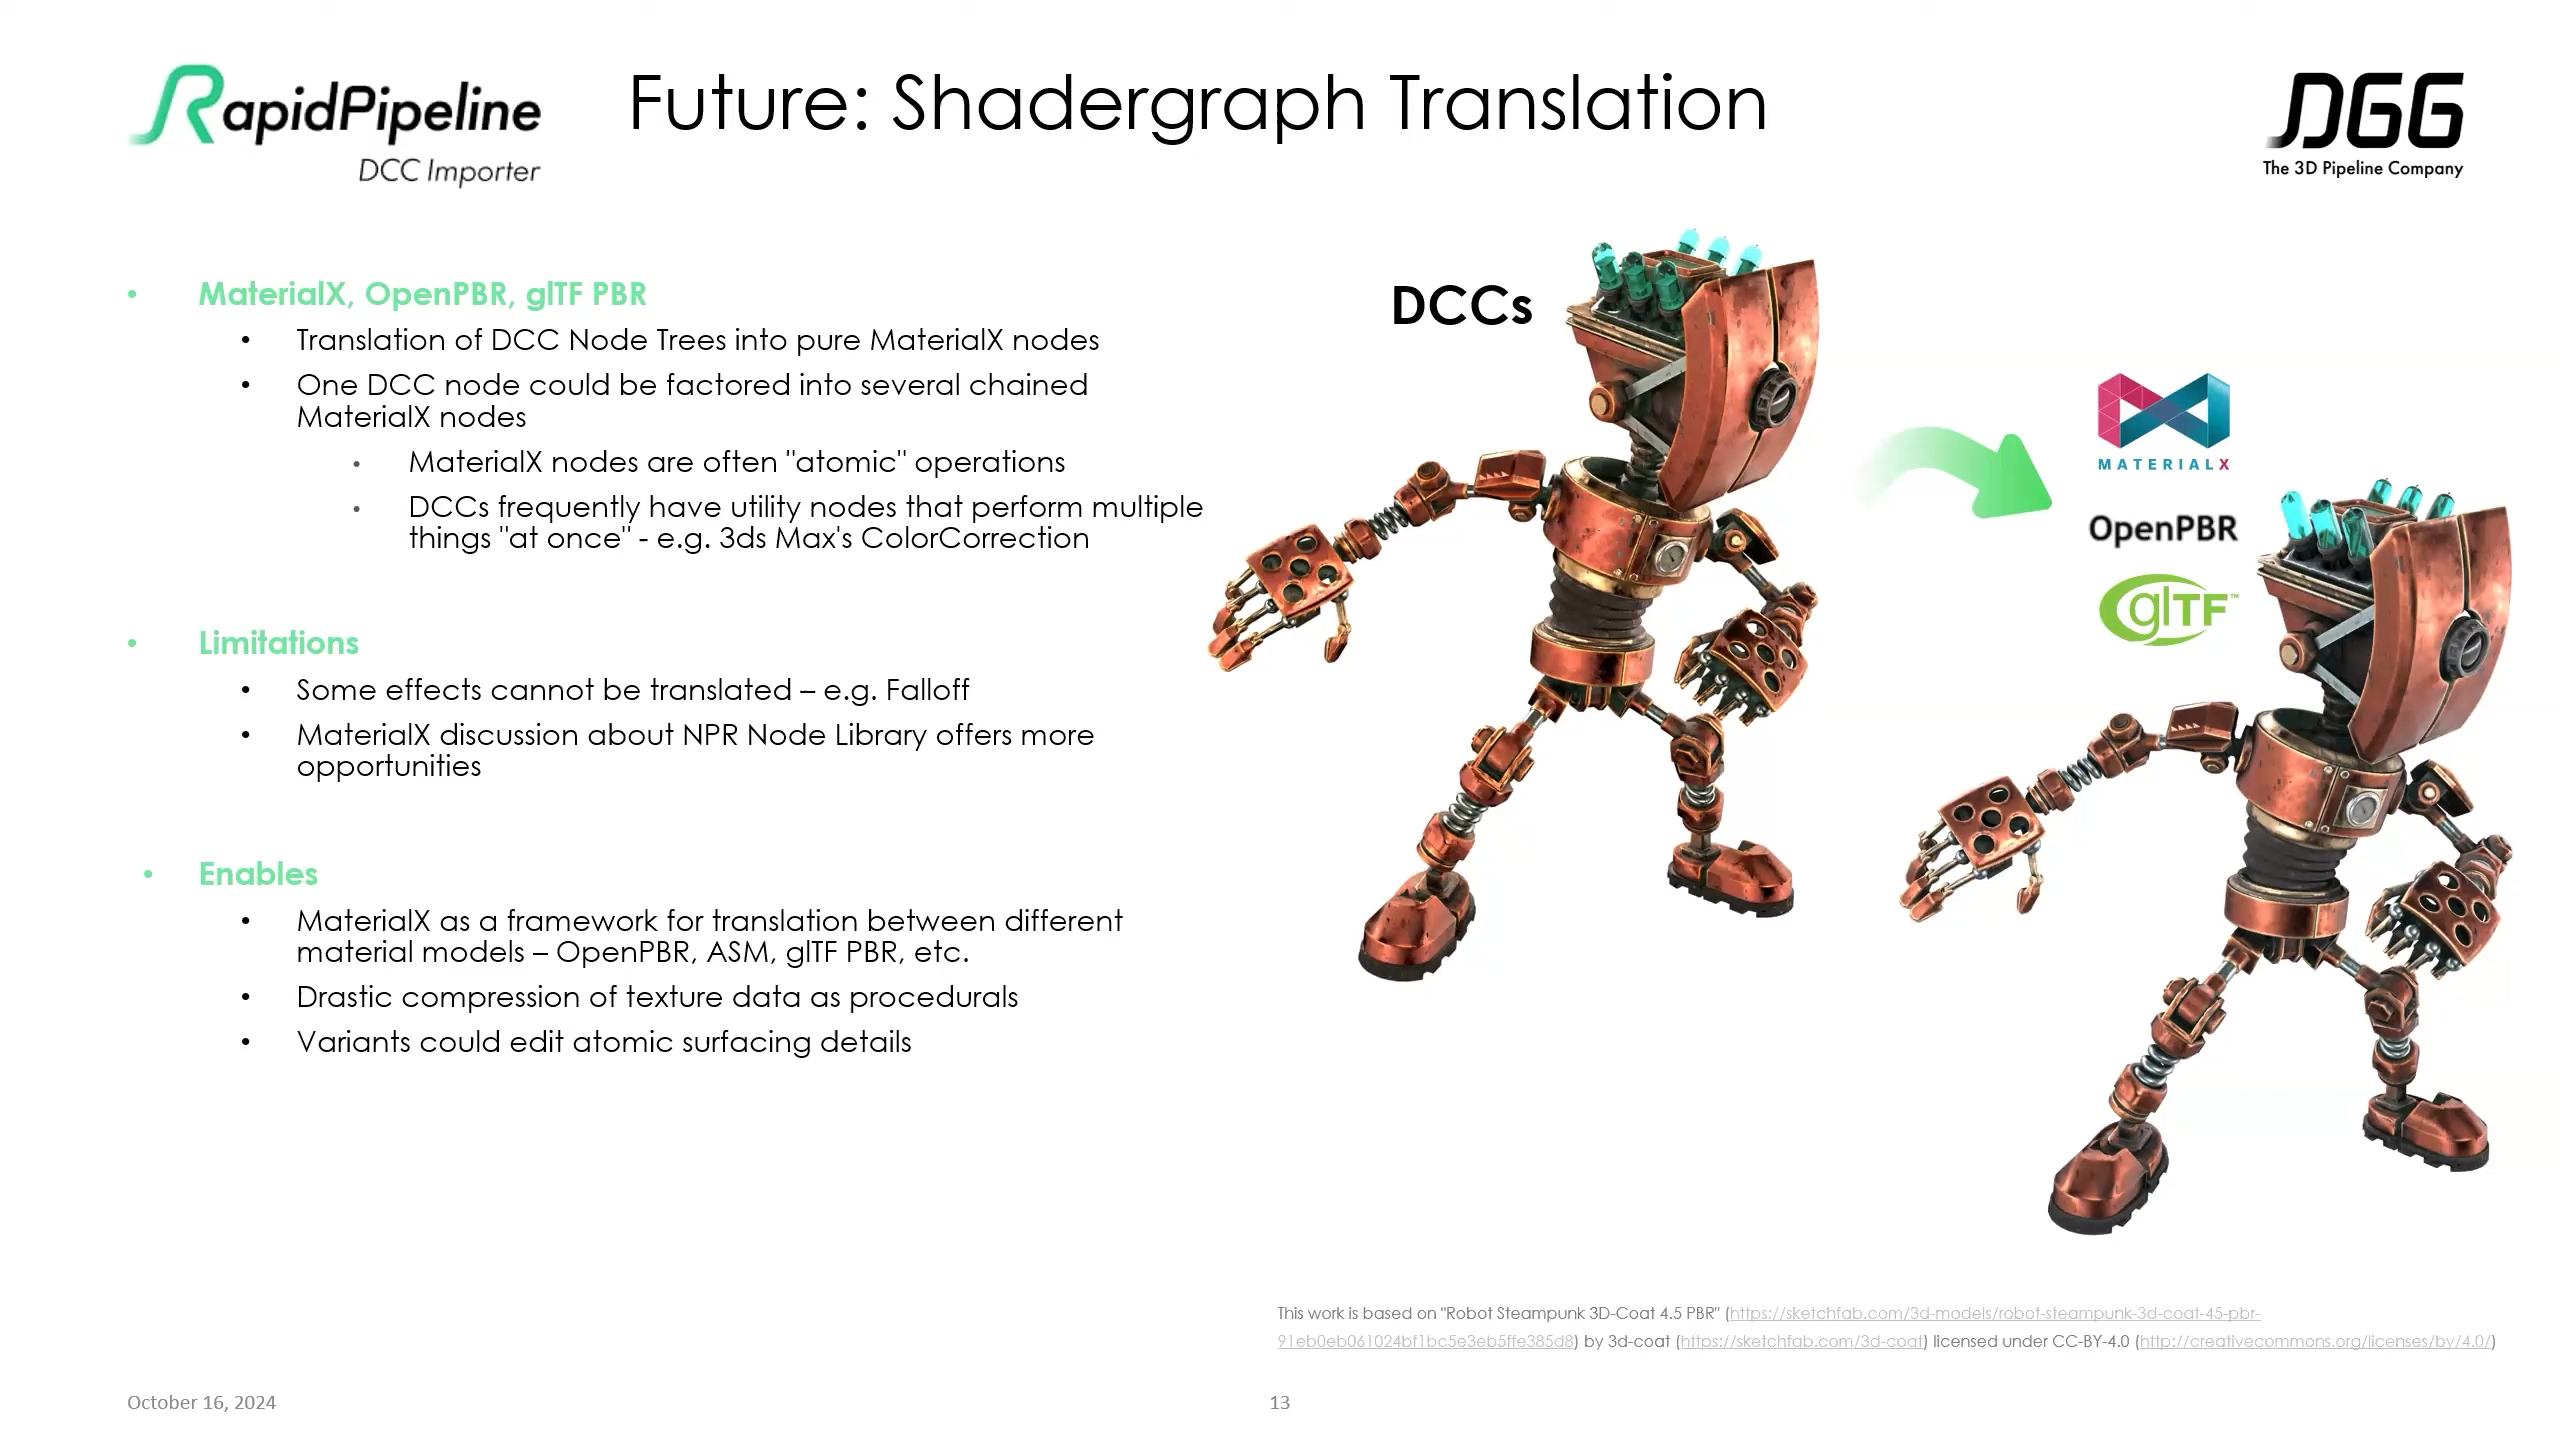 RapidPipeline
DCC Importer
Future: Shadergraph Translation
DGG
The 3D Pipeline Company
• MaterialX, OpenPBR, glTF PBR
• Translation of DCC Node Trees into pure MaterialX nodes
• One DCC node could be factored into several chained
MaterialX nodes
• MaterialX nodes are often "atomic" operations
• DCCs frequently have utility nodes that perform multiple
things "at once" - e.g. 3ds Max's ColorCorrection
• Limitations
• Some effects cannot be translated – e.g. Falloff
• MaterialX discussion about NPR Node Library offers more
opportunities
• Enables
• MaterialX as a framework for translation between different
material models – OpenPBR, ASM, glTF PBR, etc.
• Drastic compression of texture data as procedurals
• Variants could edit atomic surfacing details
DCCs
MATERIALX
OpenPBR
glTF™
This work is based on "Robot Steampunk 3D-Coat 4.5 PBR" (https://sketchfab.com/3d-models/robot-steampunk-3d-coat-45-pbr-
91eb0eb061024bf1bc5e3eb5ffe385d8) by 3d-coat (https://sketchfab.com/3d-coat) licensed under CC-BY-4.0 (http://creativecommons.org/licenses/by/4.0/)
October 16, 2024
13